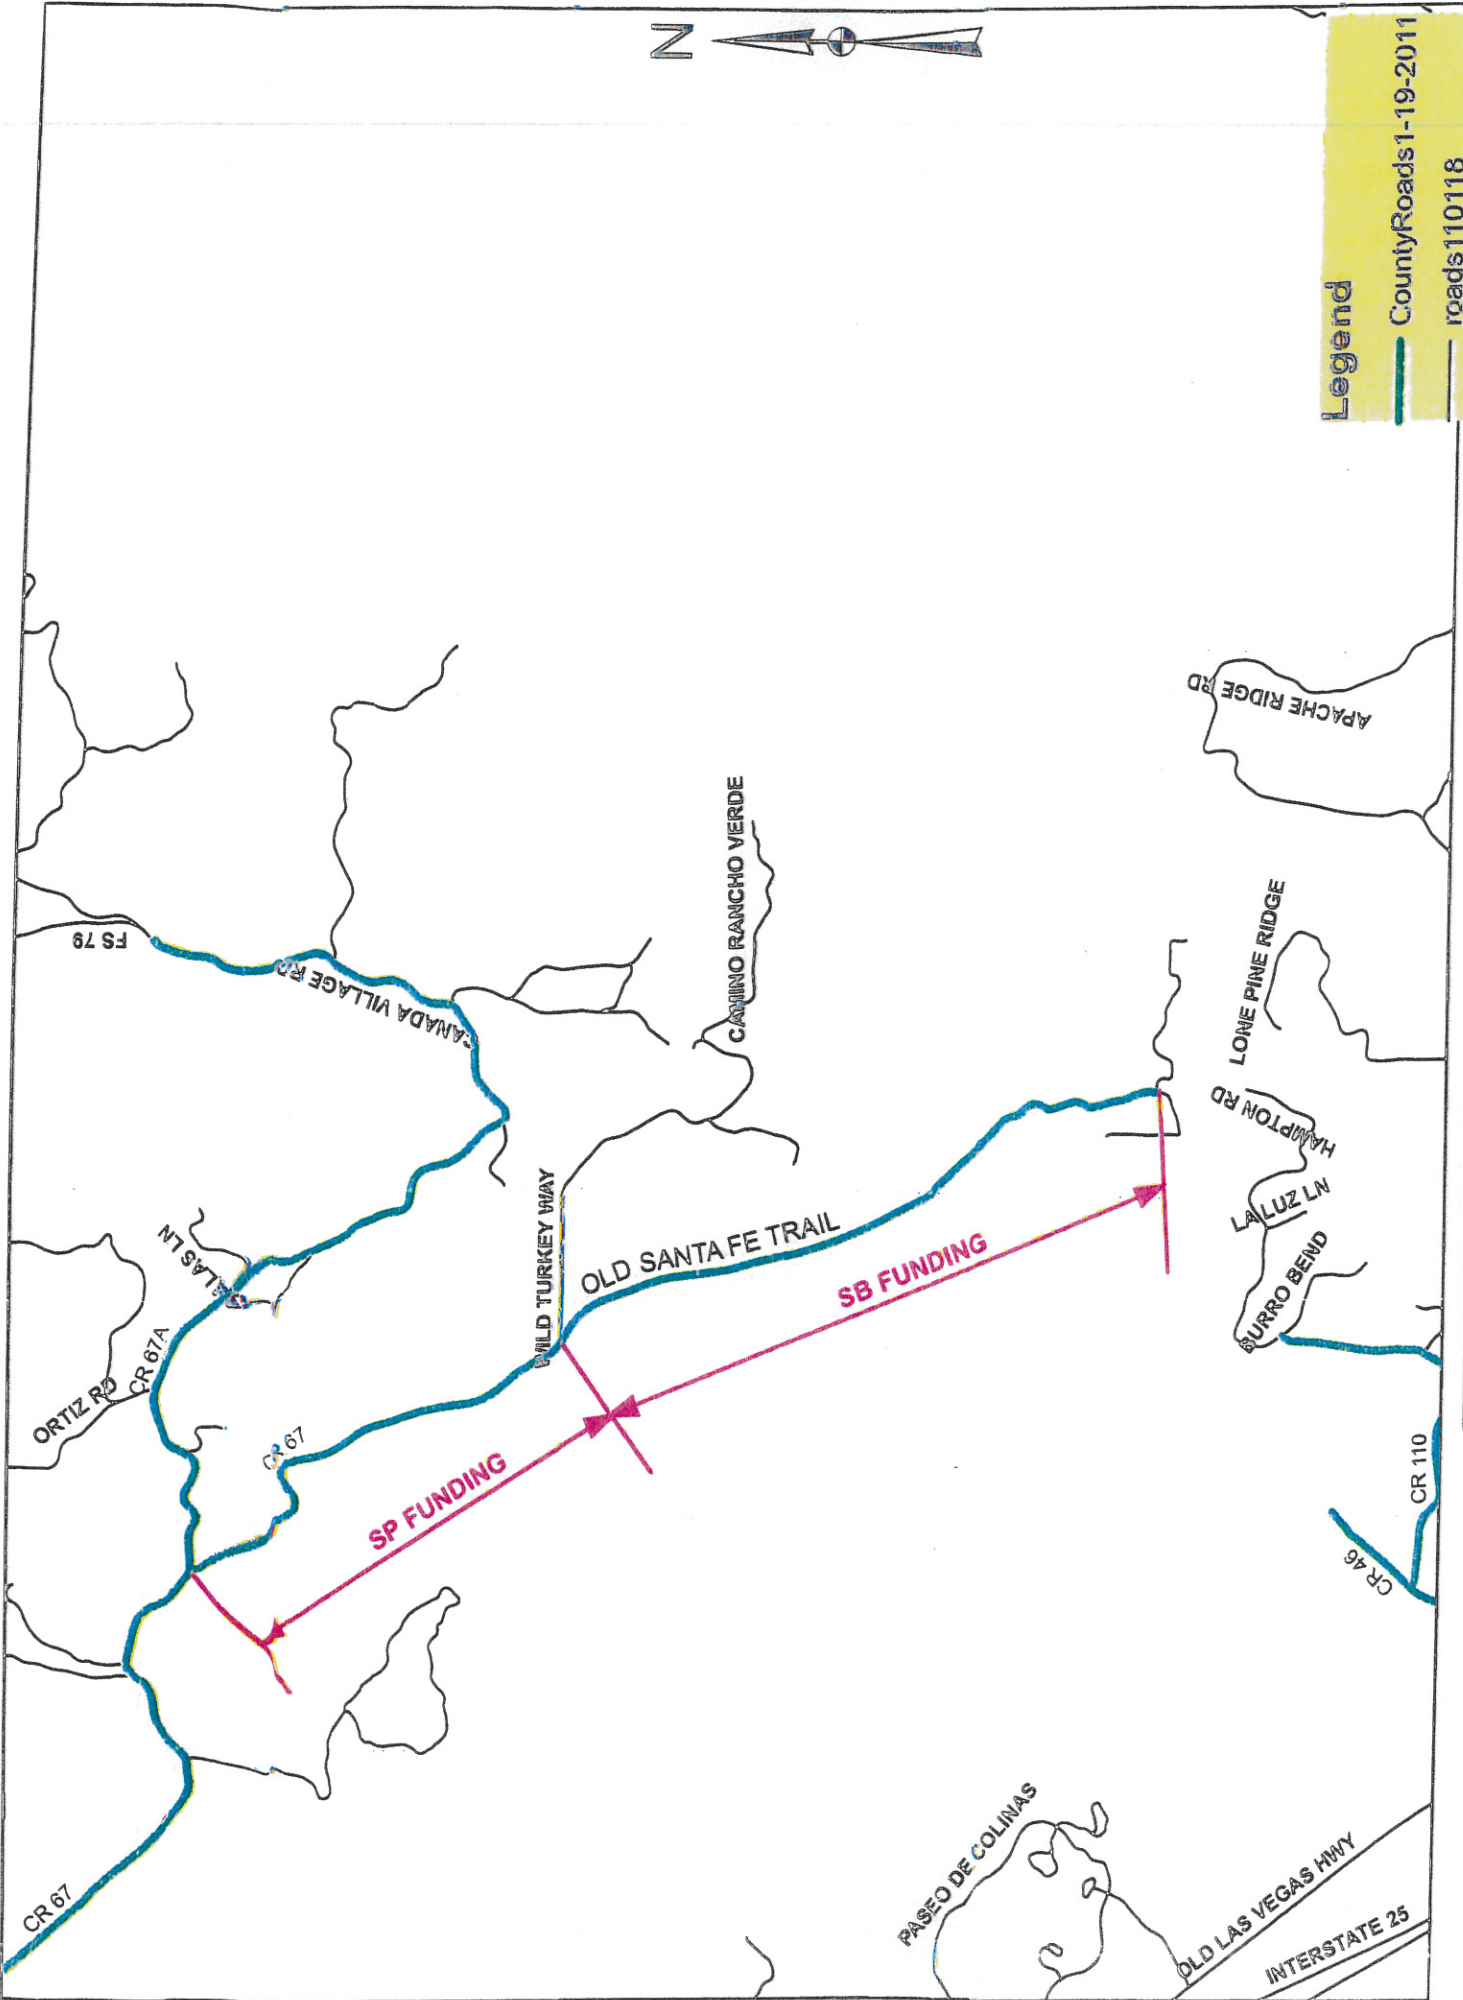 N
Legend
CountyRoads1-19-2011
roads110118
FS 79
CANADA VILLAGE RD
CAMINO RANCHO VERDE
APACHE RIDGE RD
LONE PINE RIDGE
HAMPTON RD
LA LUZ LN
BURRO BEND
WILD TURKEY WAY
OLD SANTA FE TRAIL
SB FUNDING
LAS LN
CR 67A
ORTIZ RD
CR 67
SP FUNDING
CR 110
CR 46
CR 67
PASEO DE COLINAS
OLD LAS VEGAS HWY
INTERSTATE 25